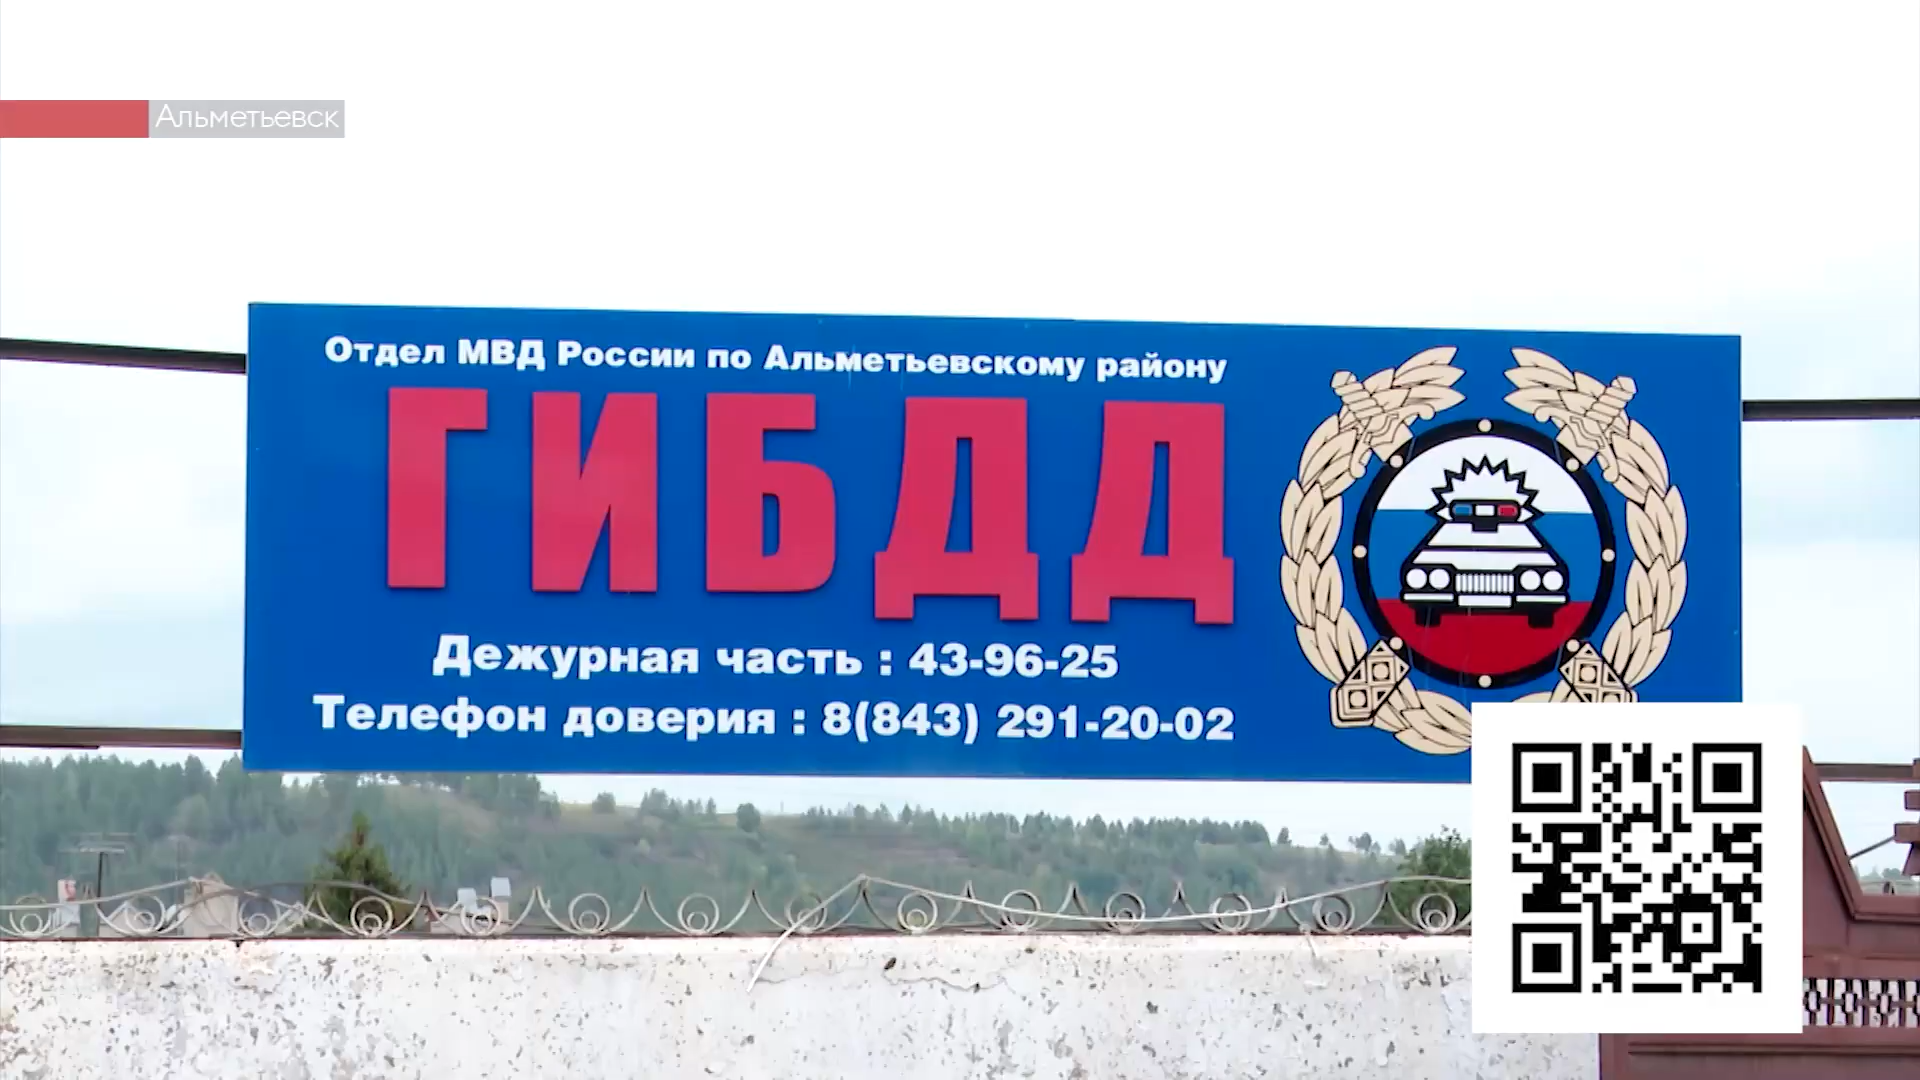 Альметьевск
Отдел МВД России по Альметьевскому району
ГИБДД
Дежурная часть : 43-96-25
Телефон доверия : 8(843) 291-20-02